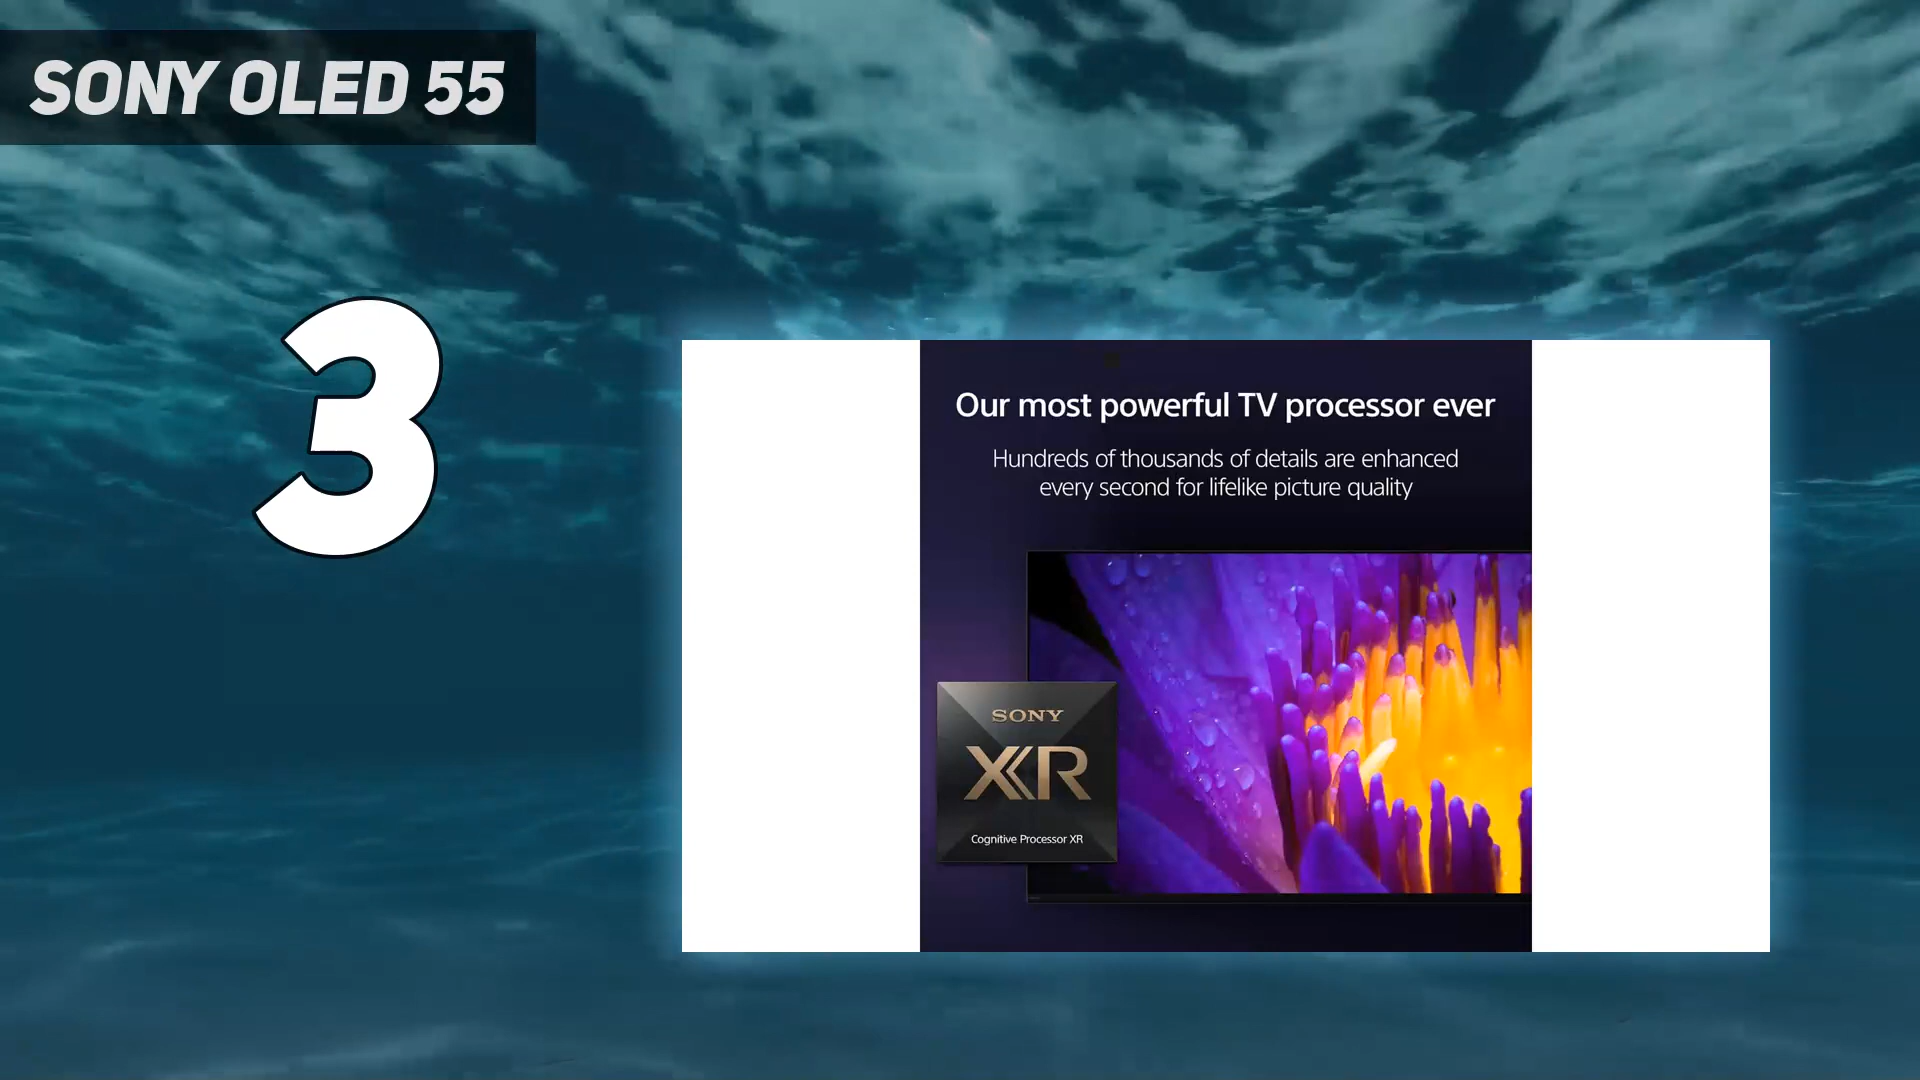 SONY OLED 55
3
Our most powerful TV processor ever
Hundreds of thousands of details are enhanced
every second for lifelike picture quality
SONY
XR
Cognitive Processor XR